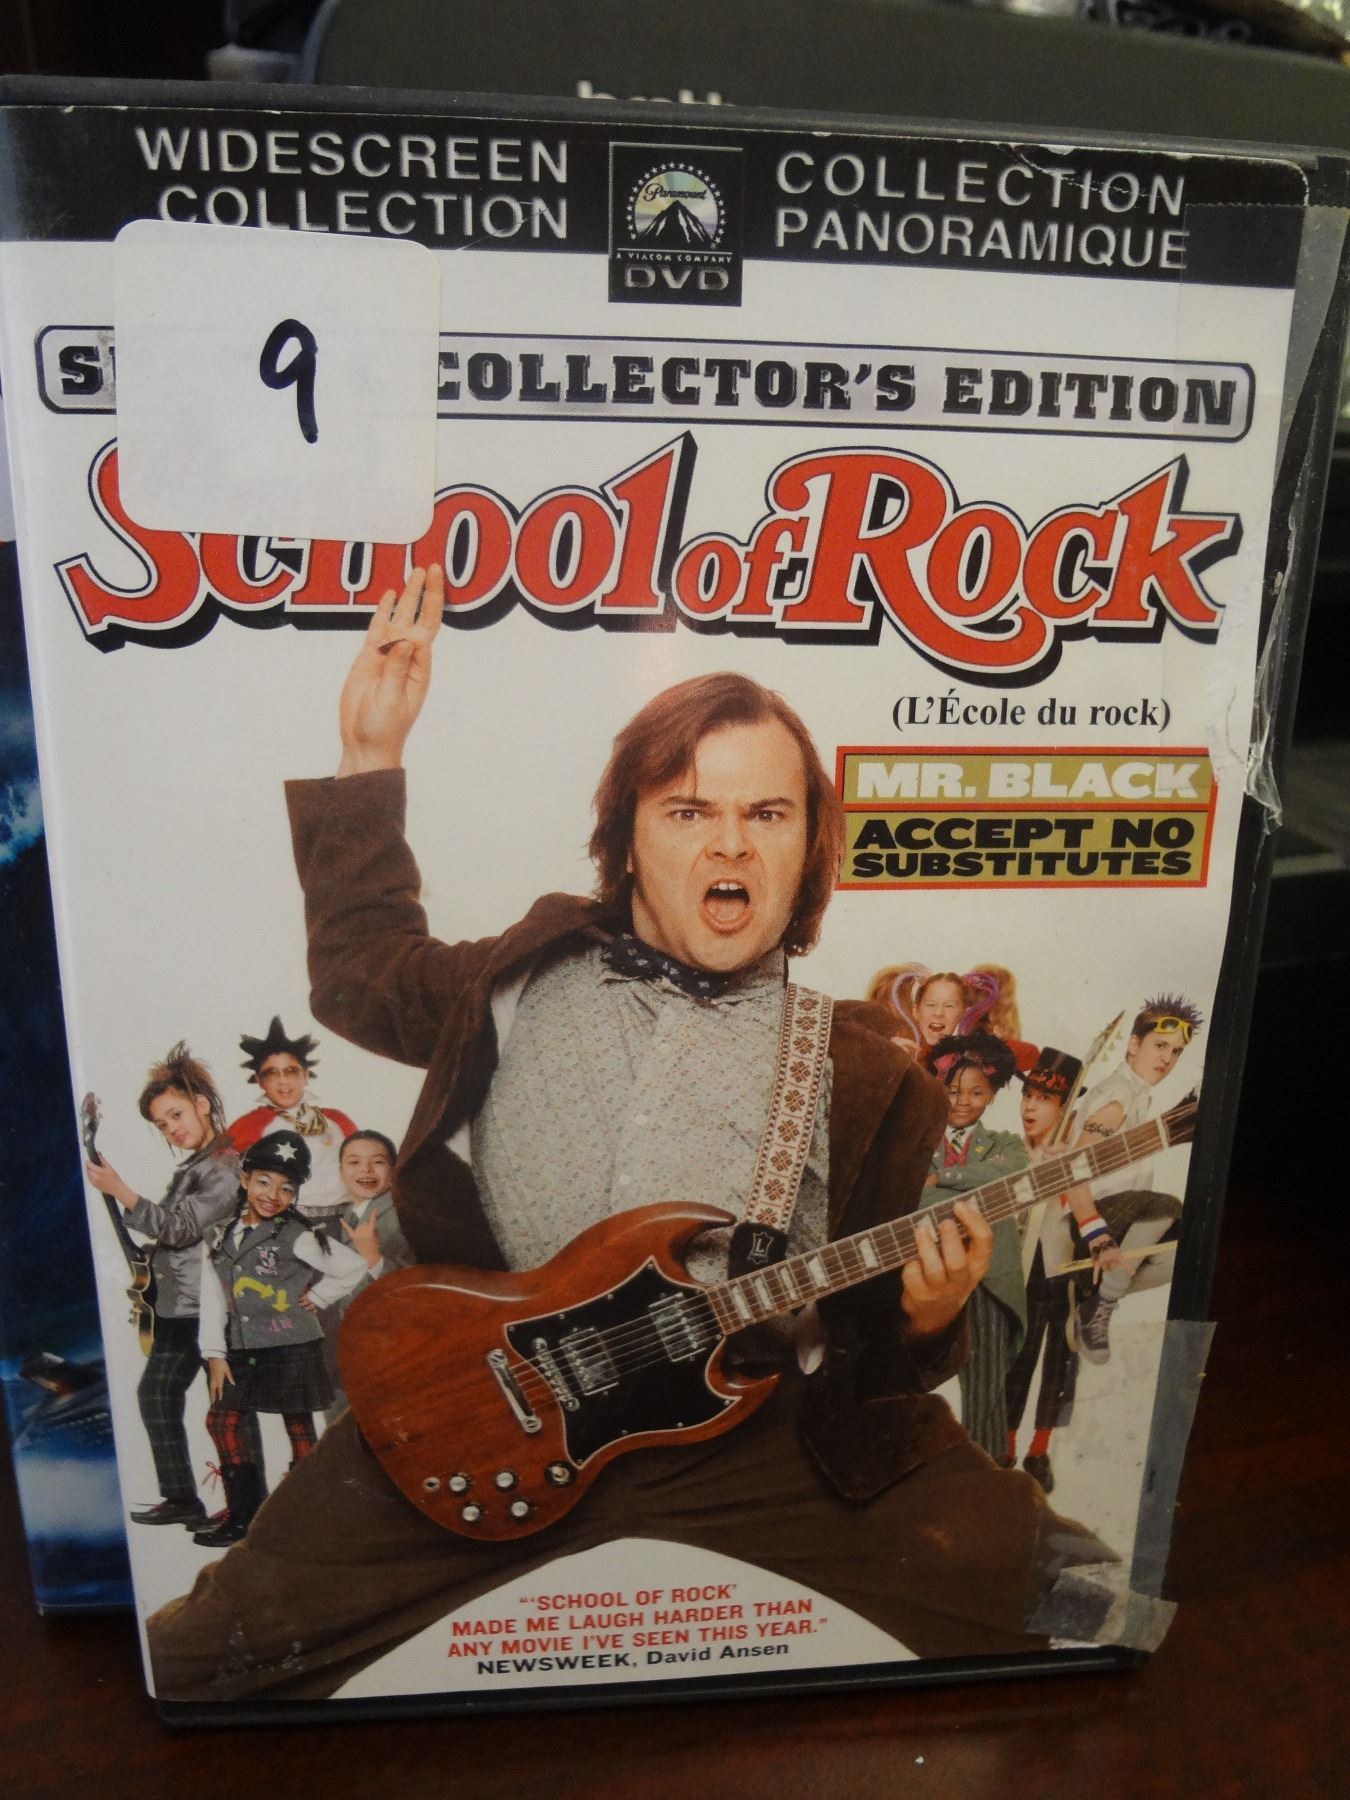 WIDESCREEN
COLLECTION
Paramount
A VIACOM COMPANY
DVD
COLLECTION
PANORAMIQUE
9
COLLECTOR'S EDITION
School of Rock
(L'École du rock)
MR. BLACK
ACCEPT NO
SUBSTITUTES
"'SCHOOL OF ROCK'
MADE ME LAUGH HARDER THAN
ANY MOVIE I'VE SEEN THIS YEAR."
NEWSWEEK, David Ansen